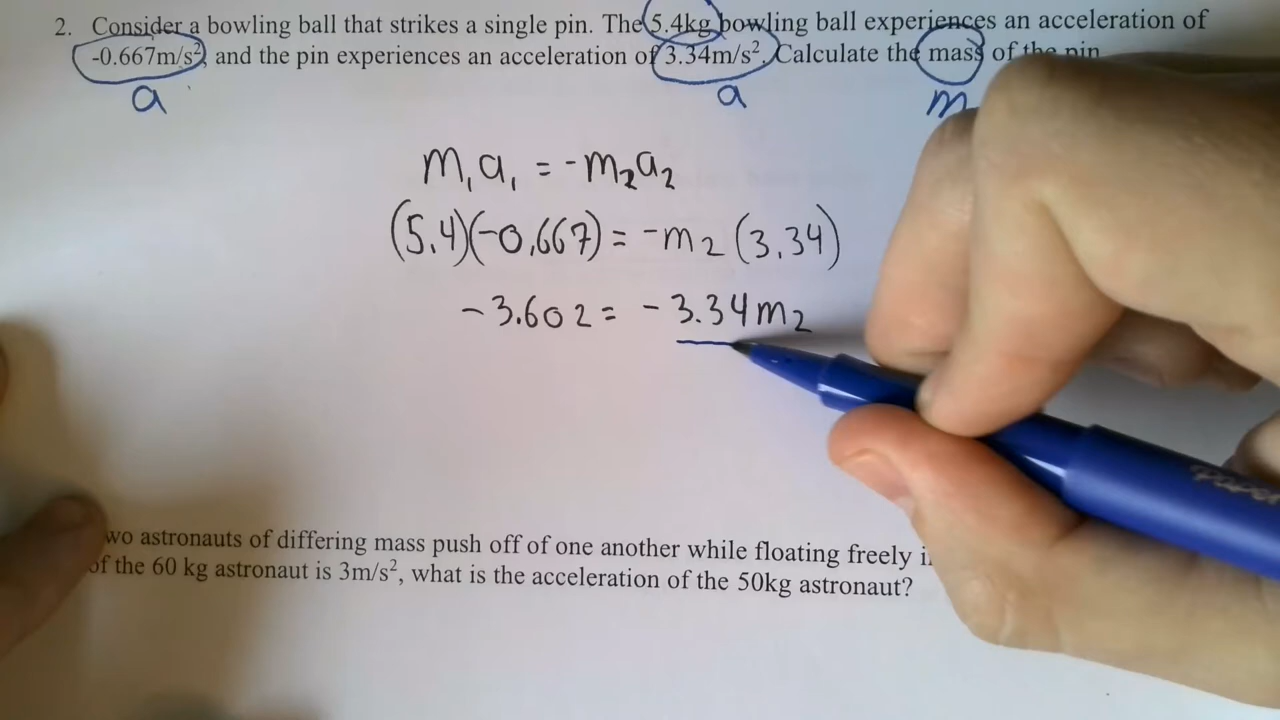 2. Consider a bowling ball that strikes a single pin. The 5.4kg bowling ball experiences an acceleration of
-0.667m/s², and the pin experiences an acceleration of 3.34m/s². Calculate the mass of the pin
a a m
m₁a₁ = -m₂a₂
(5.4)(-0.667) = -m₂(3.34)
-3.602 = -3.34m₂
wo astronauts of differing mass push off of one another while floating freely i
of the 60 kg astronaut is 3m/s², what is the acceleration of the 50kg astronaut?